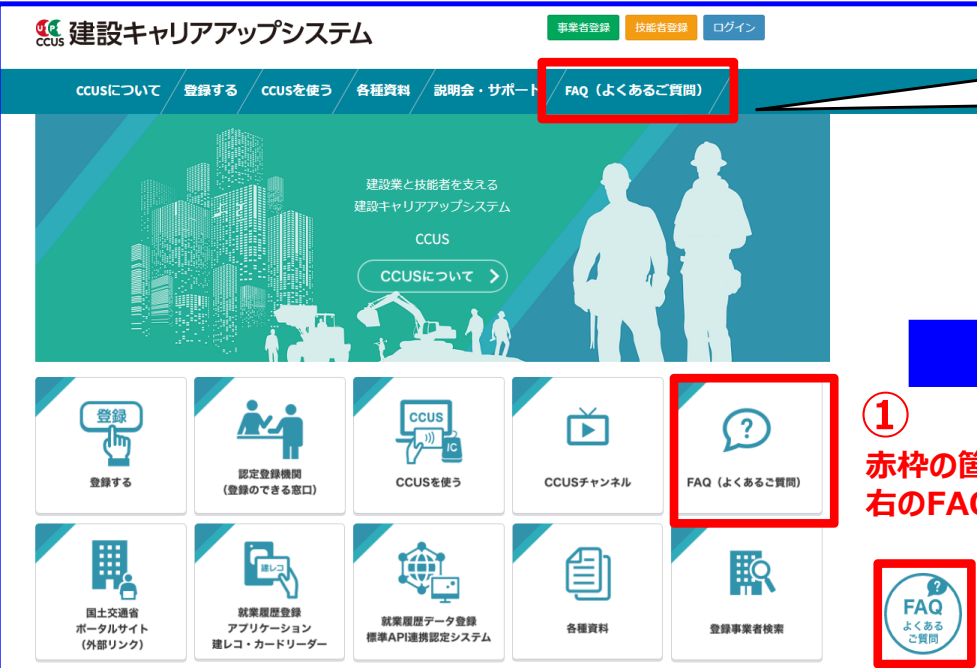 CCUS 建設キャリアアップシステム
事業者登録 技能者登録 ログイン
CCUSについて 登録する CCUSを使う 各種資料 説明会・サポート FAQ（よくあるご質問）
建設業と技能者を支える
建設キャリアアップシステム
CCUS
CCUSについて
登録
登録する
認定登録機関
（登録のできる窓口）
CCUS
IC
CCUSを使う
CCUSチャンネル
?
FAQ（よくあるご質問）
①
赤枠の箇
右のFAQ
国土交通省
ポータルサイト
（外部リンク）
建レコ
就業履歴登録
アプリケーション
建レコ・カードリーダー
就業履歴データ登録
標準API連携認定システム
各種資料
登録事業者検索
?
FAQ
よくある
ご質問